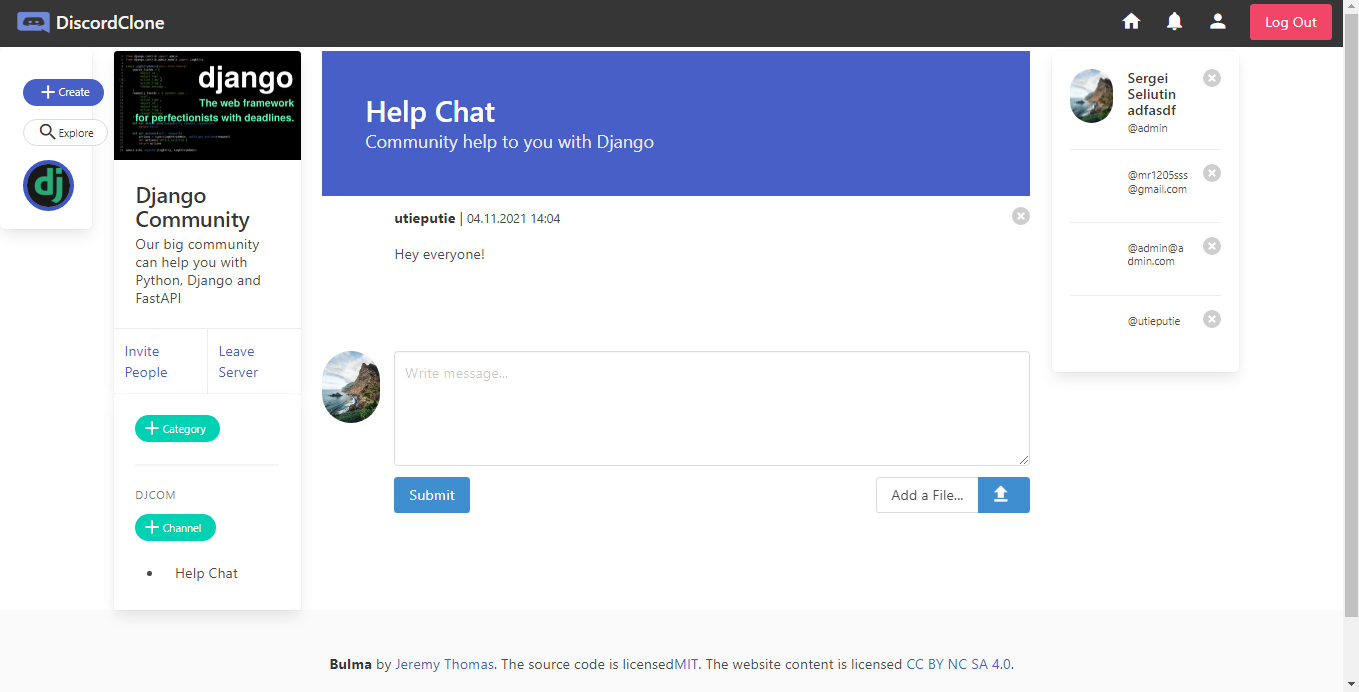 DiscordClone
Log Out
Create
Explore
dj
django
The web framework
for perfectionists with deadlines.
Django
Community
Our big community
can help you with
Python, Django and
FastAPI
Invite
People
Leave
Server
Category
DJCOM
Channel
• Help Chat
Help Chat
Community help to you with Django
utieputie | 04.11.2021 14:04
Hey everyone!
Write message...
Submit
Add a File...
Sergei
Seliutin
adfasdf
@admin
@mr1205sss
@gmail.com
@admin@a
dmin.com
@utieputie
Bulma by Jeremy Thomas. The source code is licensedMIT. The website content is licensed CC BY NC SA 4.0.